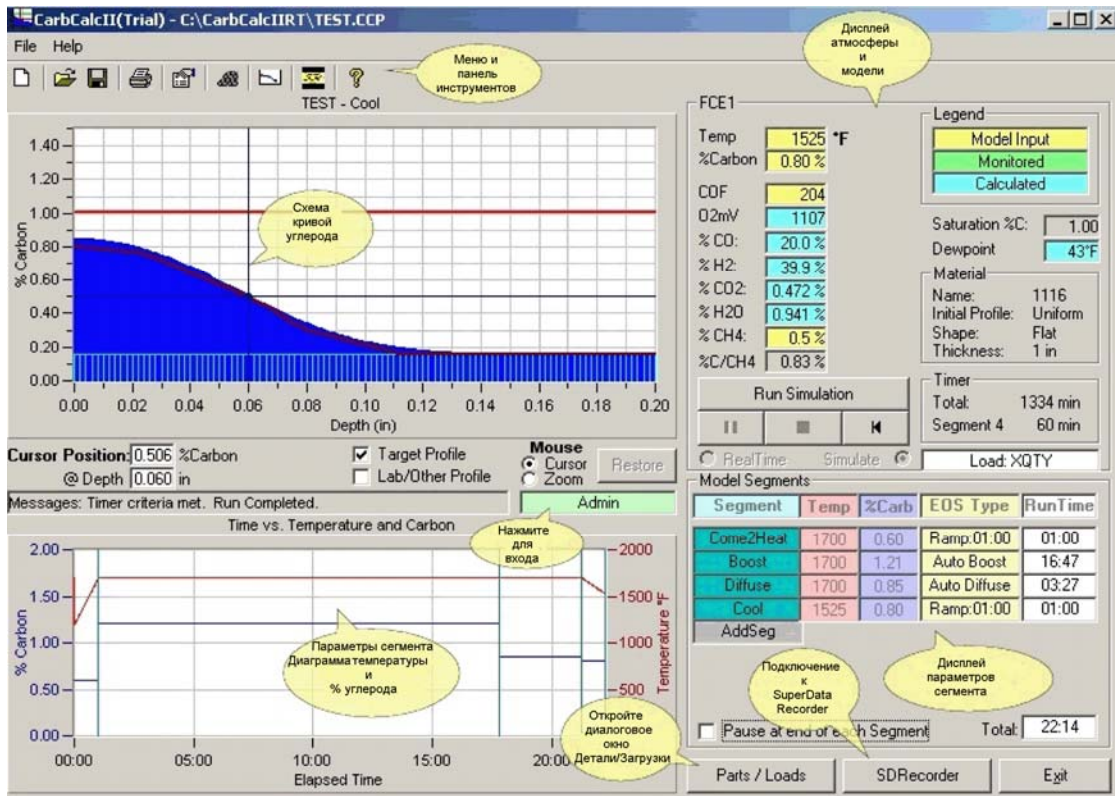 CarbCalcII(Trial) - C:\CarbCalcIIRT\TEST.CCP
File Help
Меню и
панель
инструментов
Дисплей
атмосферы
и
модели
TEST - Cool
% Carbon
1.40
1.20
1.00
0.80
0.60
0.40
0.20
0.00
Схема
кривой
углерода
0.00 0.02 0.04 0.06 0.08 0.10 0.12 0.14 0.16 0.18 0.20
Depth (in)
FCE1
Temp 1525 °F
%Carbon 0.80 %
COF 204
O2mV 1107
% CO: 20.0 %
% H2: 39.9 %
% CO2: 0.472 %
% H2O 0.941 %
% CH4: 0.5 %
%C/CH4 0.83 %
Legend
Model Input
Monitored
Calculated
Saturation %C: 1.00
Dewpoint 43°F
Material
Name: 1116
Initial Profile: Uniform
Shape: Flat
Thickness: 1 in
Run Simulation
Timer
Total: 1334 min
Segment 4 60 min
RealTime Simulate
Load: XQTY
Cursor Position: 0.506 %Carbon
@ Depth 0.060 in
Target Profile
Lab/Other Profile
Mouse
Cursor
Zoom
Restore
Messages: Timer criteria met. Run Completed.
Admin
Нажмите
для
входа
Time vs. Temperature and Carbon
% Carbon
2.00
1.50
1.00
0.50
0.00
Параметры сегмента
Диаграмма температуры
и
% углерода
2000
1500
1000
500
Temperature °F
00:00 05:00 10:00 15:00 20:00
Elapsed Time
Model Segments
Segment Temp %Carb EOS Type RunTime
Come2Heat 1700 0.60 Ramp:01:00 01:00
Boost 1700 1.21 Auto Boost 16:47
Diffuse 1700 0.85 Auto Diffuse 03:27
Cool 1525 0.80 Ramp:01:00 01:00
AddSeg
Подключение
к
SuperData
Recorder
Дисплей
параметров
сегмента
Откройте
диалоговое
окно
Детали/Загрузки
Pause at end of each Segment
Total: 22:14
Parts / Loads SDRecorder Exit